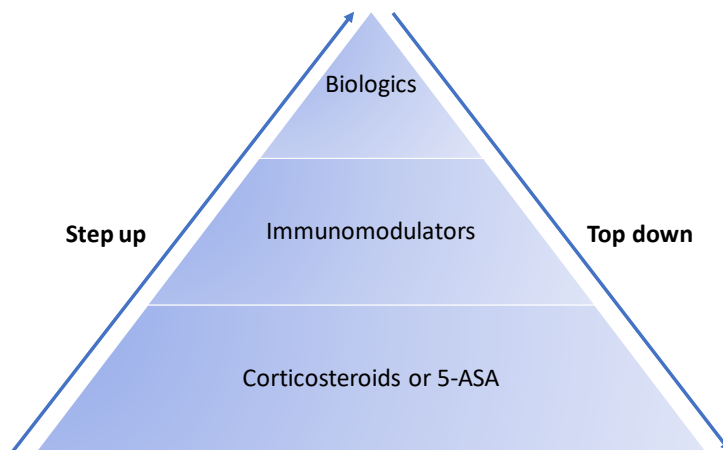 Biologics
Step up
Immunomodulators
Top down
Corticosteroids or 5-ASA